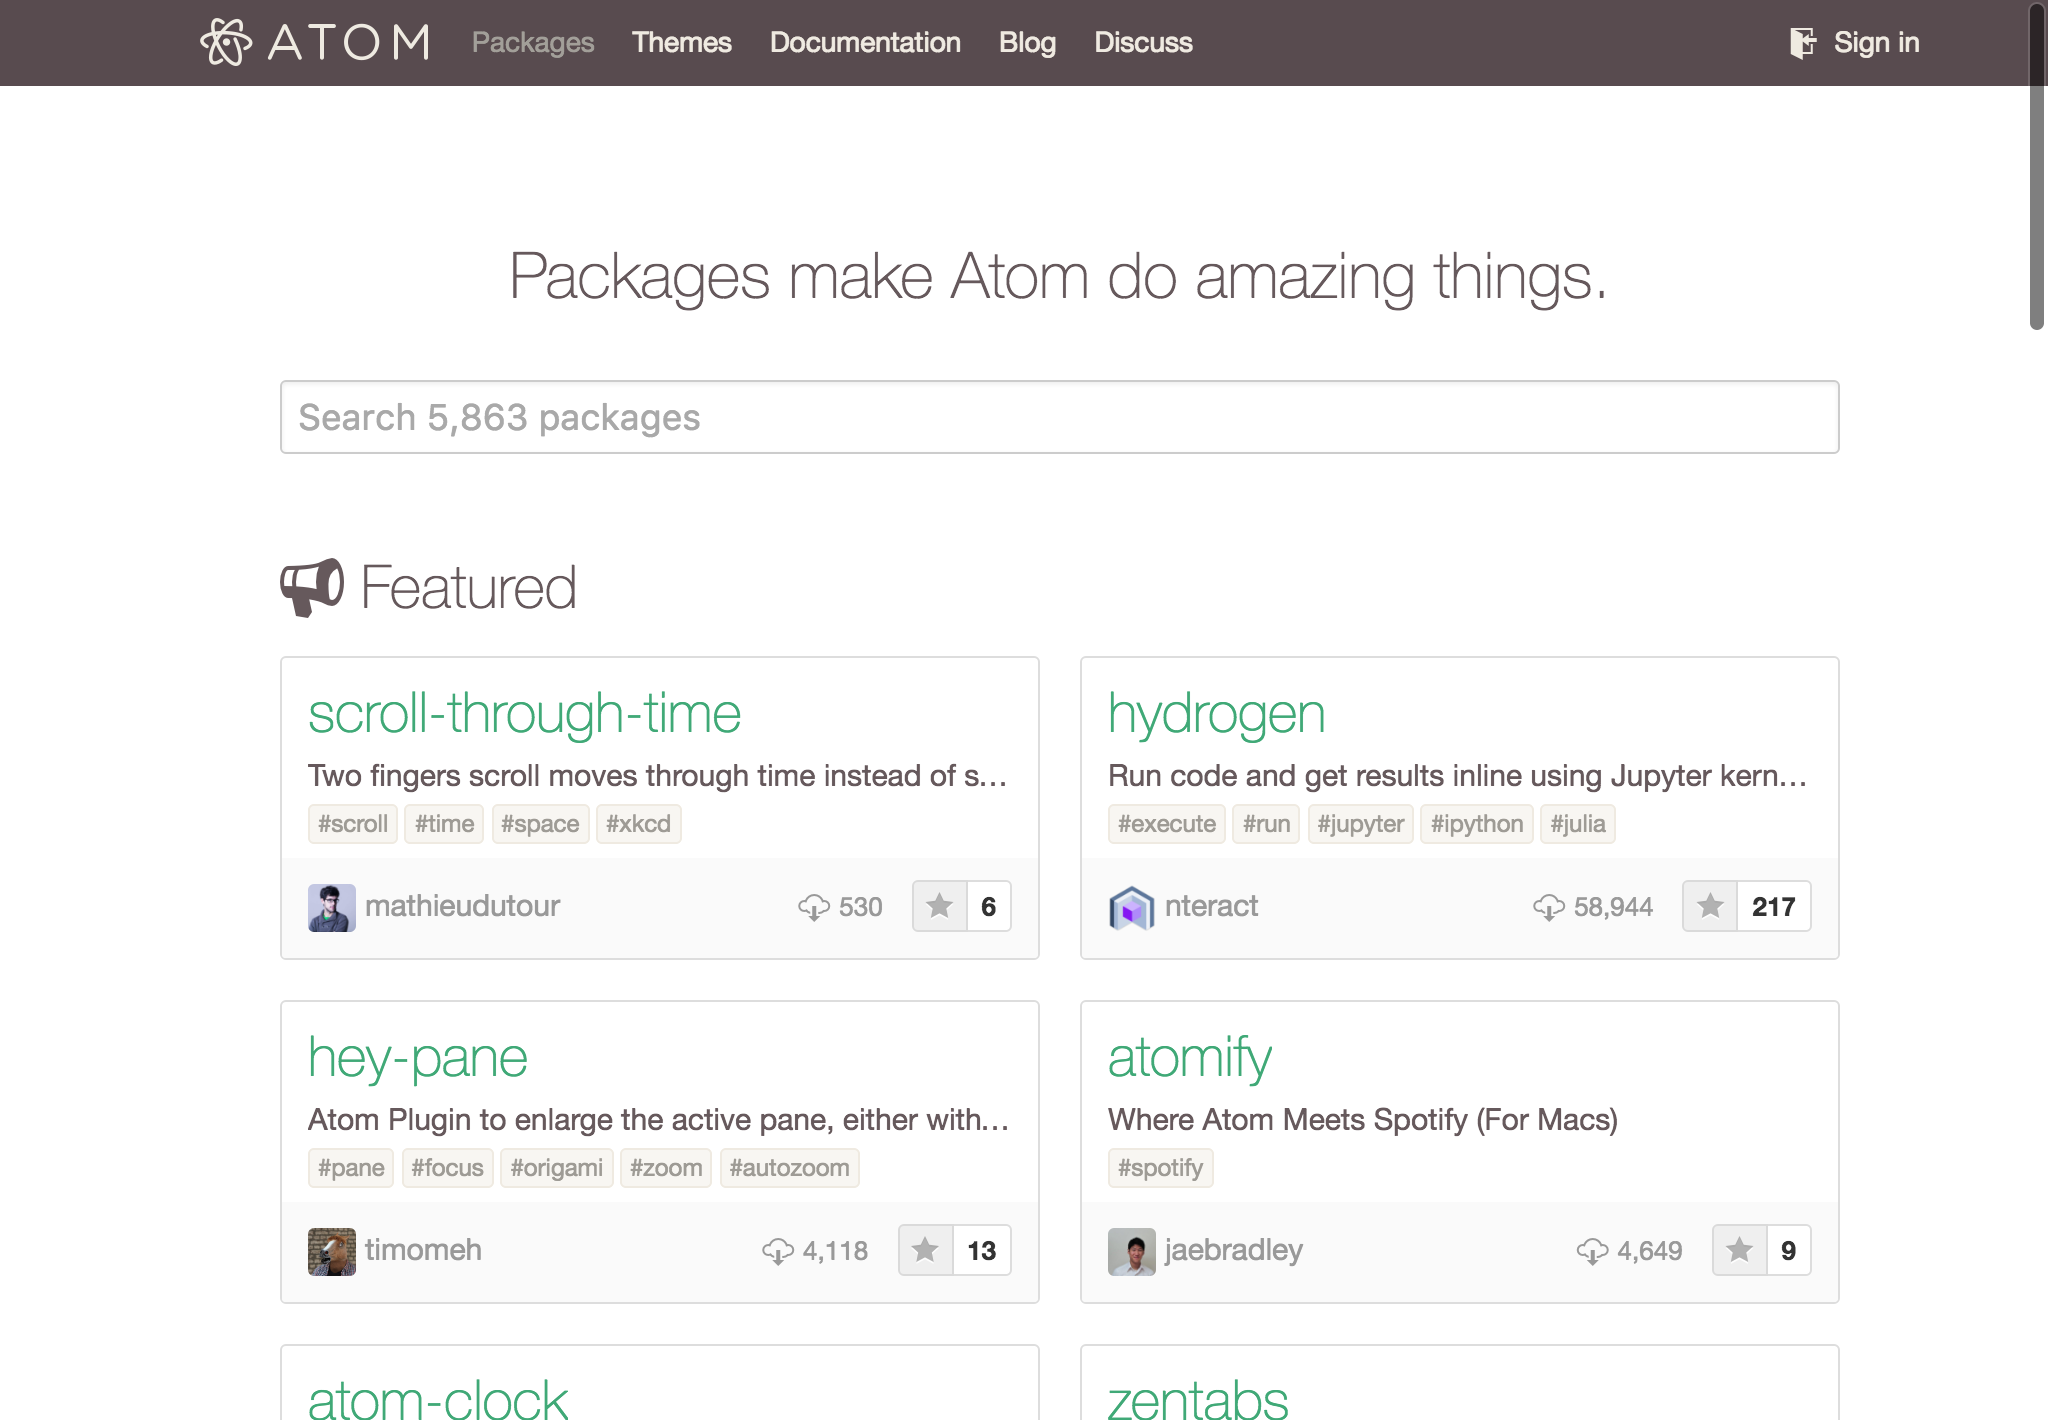 ATOM Packages Themes Documentation Blog Discuss Sign in
Packages make Atom do amazing things.
Search 5,863 packages
Featured
scroll-through-time
Two fingers scroll moves through time instead of s...
#scroll #time #space #xkcd
mathieudutour 530 6
hydrogen
Run code and get results inline using Jupyter kern...
#execute #run #jupyter #ipython #julia
nteract 58,944 217
hey-pane
Atom Plugin to enlarge the active pane, either with...
#pane #focus #origami #zoom #autozoom
timomeh 4,118 13
atomify
Where Atom Meets Spotify (For Macs)
#spotify
jaebradley 4,649 9
atom-clock
zentabs